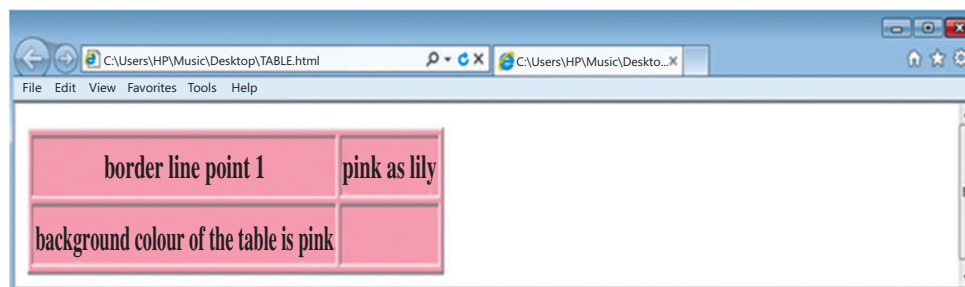 C:\Users\HP\Music\Desktop\TABLE.html
C:\Users\HP\Music\Deskto...
File Edit View Favorites Tools Help
border line point 1 pink as lily
background colour of the table is pink